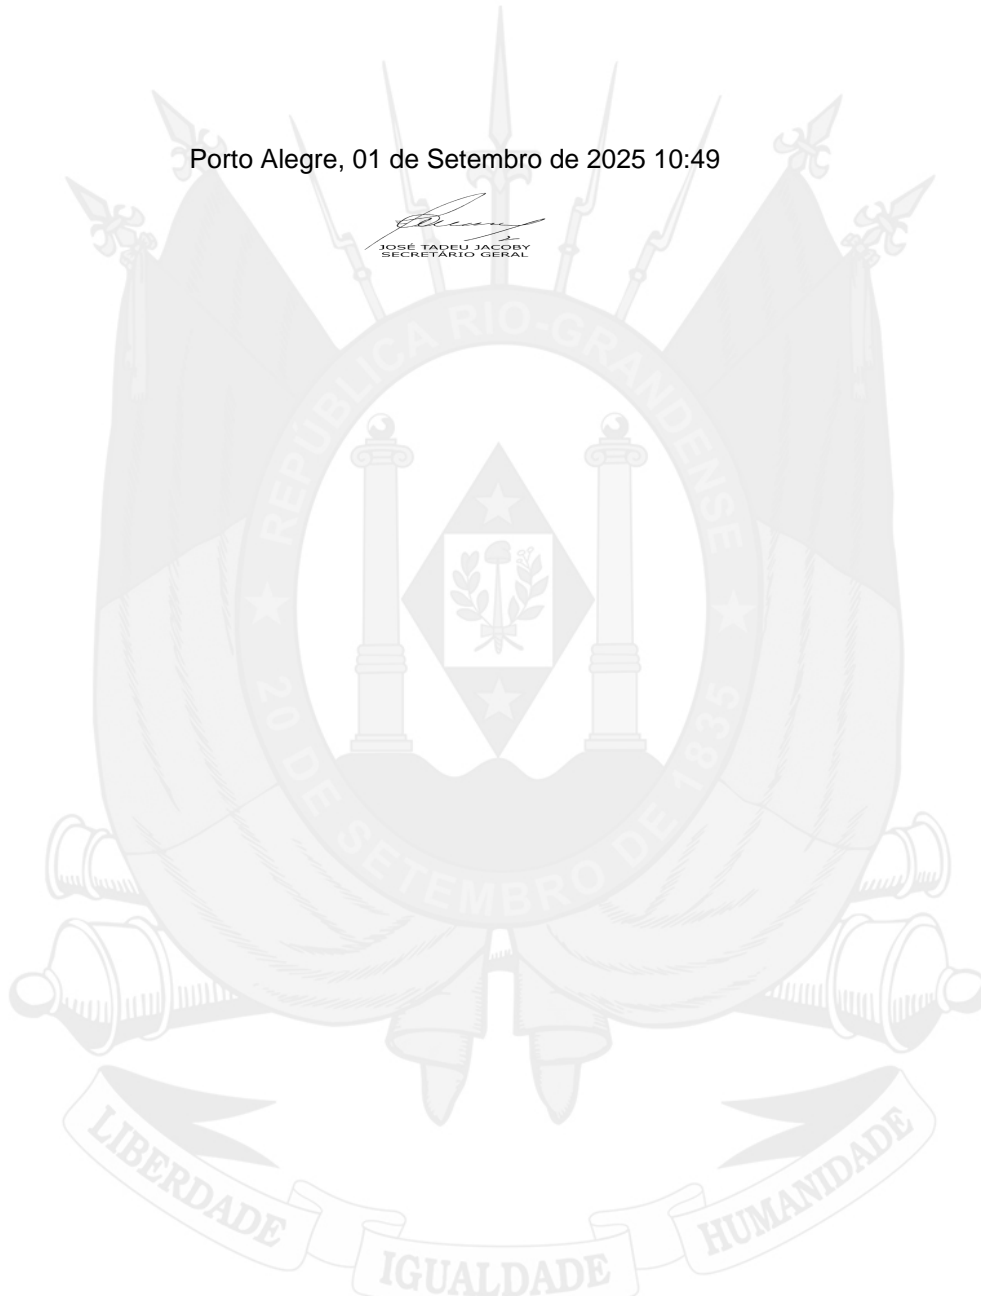 Porto Alegre, 01 de Setembro de 2025 10:49
JOSÉ TADEU JACOBY
SECRETÁRIO GERAL
REPÚBLICA RIO-GRANDENSE
20 DE SETEMBRO DE 1835
LIBERDADE
IGUALDADE
HUMANIDADE